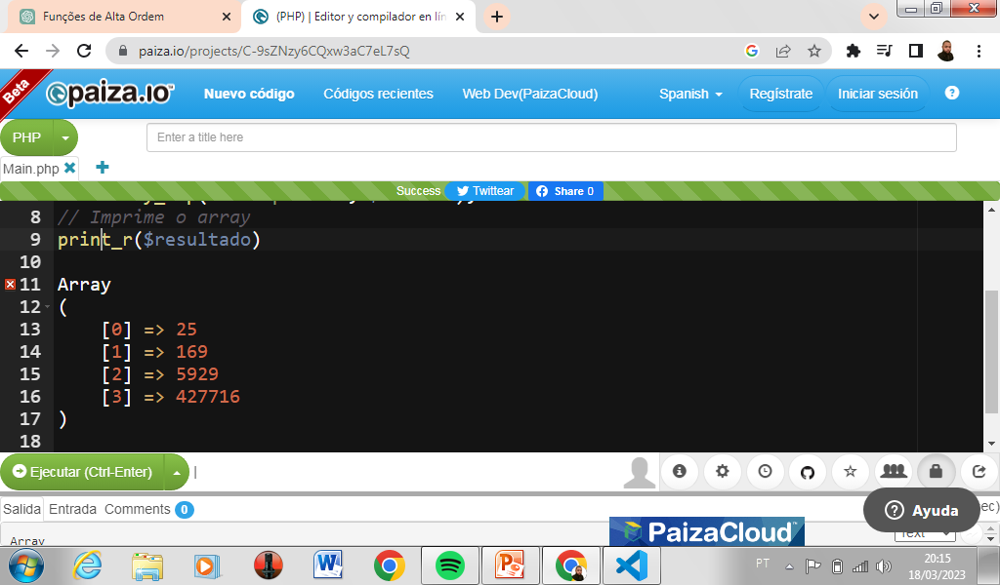 Funções de Alta Ordem
(PHP) | Editor y compilador en lín
paiza.io/projects/C-9sZNzy6CQxw3aC7eL7sQ
Beta
paiza.io
Nuevo código
Códigos recientes
Web Dev(PaizaCloud)
Spanish
Regístrate
Iniciar sesión
PHP
Enter a title here
Main.php
Success
Twittear
Share 0
8 // Imprime o array
9 print_r($resultado)
10
11 Array
12 (
13 [0] => 25
14 [1] => 169
15 [2] => 5929
16 [3] => 427716
17 )
18
Ejecutar (Ctrl-Enter)
Salida
Entrada
Comments 0
Ayuda
Array
PaizaCloud
Text
PT
20:15
18/03/2023